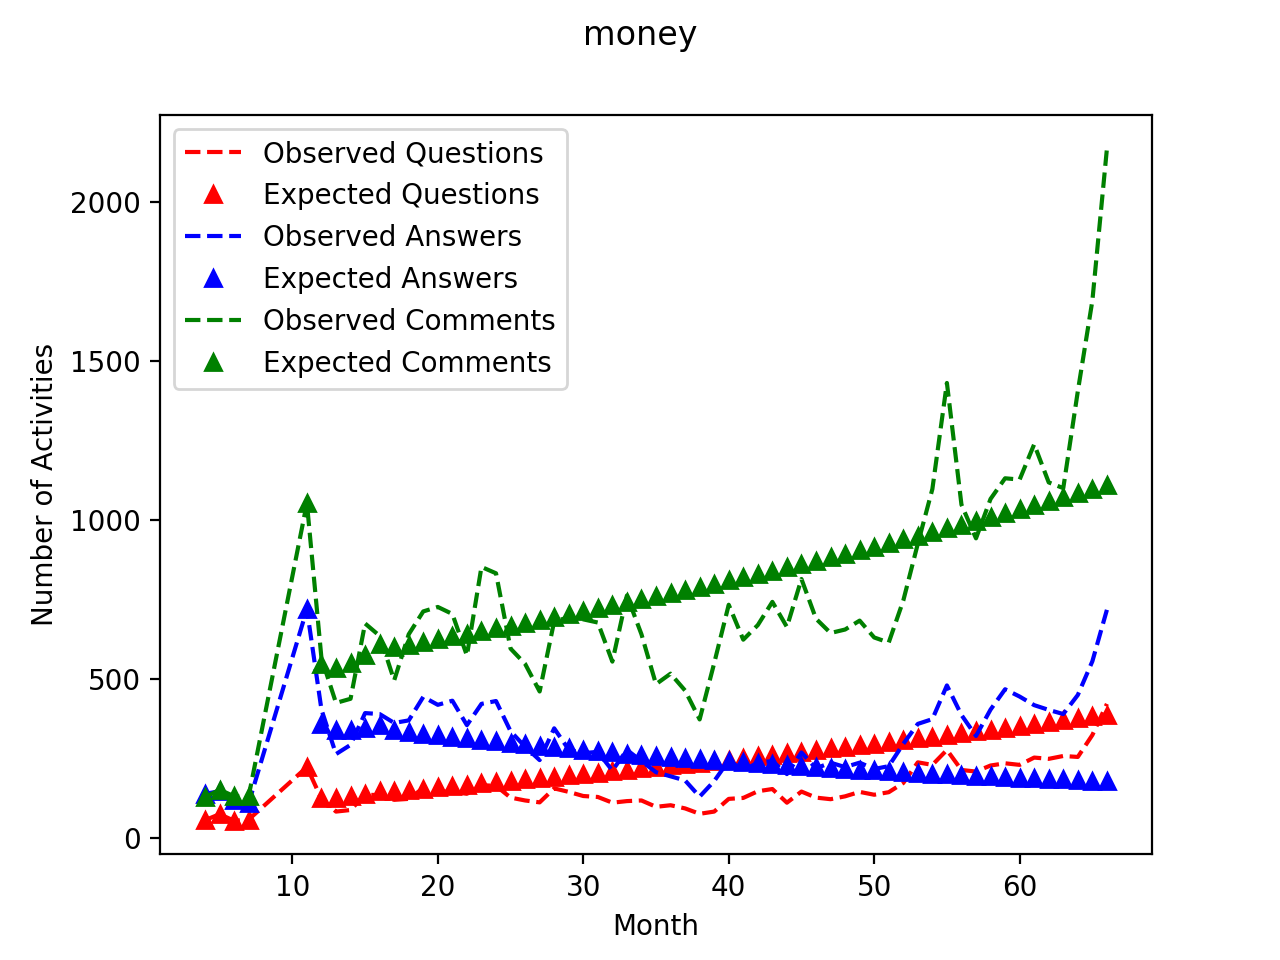 money
Observed Questions
Expected Questions
Observed Answers
Expected Answers
Observed Comments
Expected Comments
Number of Activities
2000
1500
1000
500
0
10 20 30 40 50 60
Month